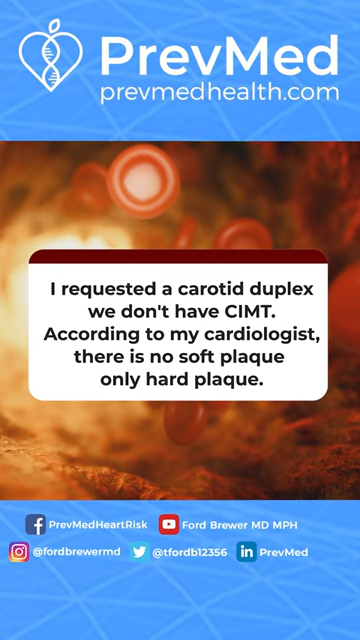 PrevMed
prevmedhealth.com
I requested a carotid duplex
we don't have CIMT.
According to my cardiologist,
there is no soft plaque
only hard plaque.
PrevMedHeartRisk
Ford Brewer MD MPH
@fordbrewermd
@tfordb12356
PrevMed